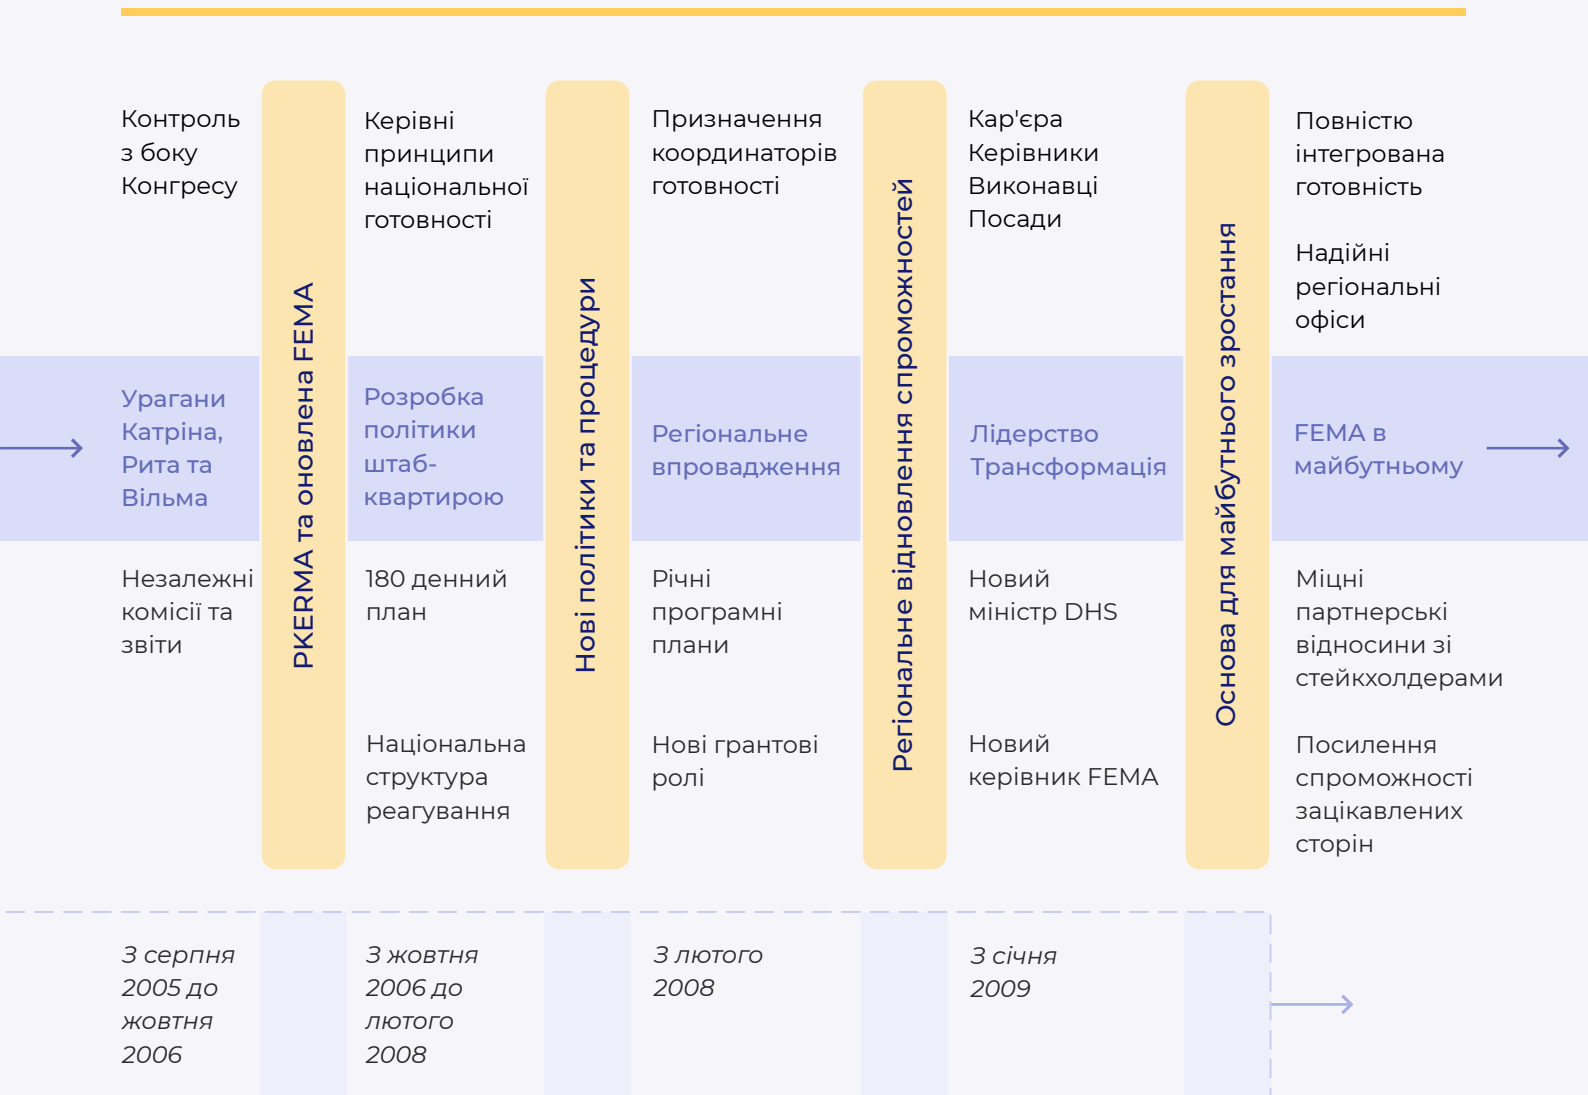 Контроль
з боку
Конгресу
Урагани
Катріна,
Рита та
Вільма
Незалежні
комісії та
звіти
З серпня
2005 до
жовтня
2006
PKERMA та оновлена FEMA
Керівні
принципи
національної
готовності
Розробка
політики
штаб-
квартирою
180 денний
план
Національна
структура
реагування
З жовтня
2006 до
лютого
2008
Нові політики та процедури
Призначення
координаторів
готовності
Регіональне
впровадження
Річні
програмні
плани
Нові грантові
ролі
З лютого
2008
Регіональне відновлення спроможностей
Кар'єра
Керівники
Виконавці
Посади
Лідерство
Трансформація
Новий
міністр DHS
Новий
керівник FEMA
З січня
2009
Основа для майбутнього зростання
Повністю
інтегрована
готовність
Надійні
регіональні
офіси
FEMA в
майбутньому
Міцні
партнерські
відносини зі
стейкхолдерами
Посилення
спроможності
зацікавлених
сторін